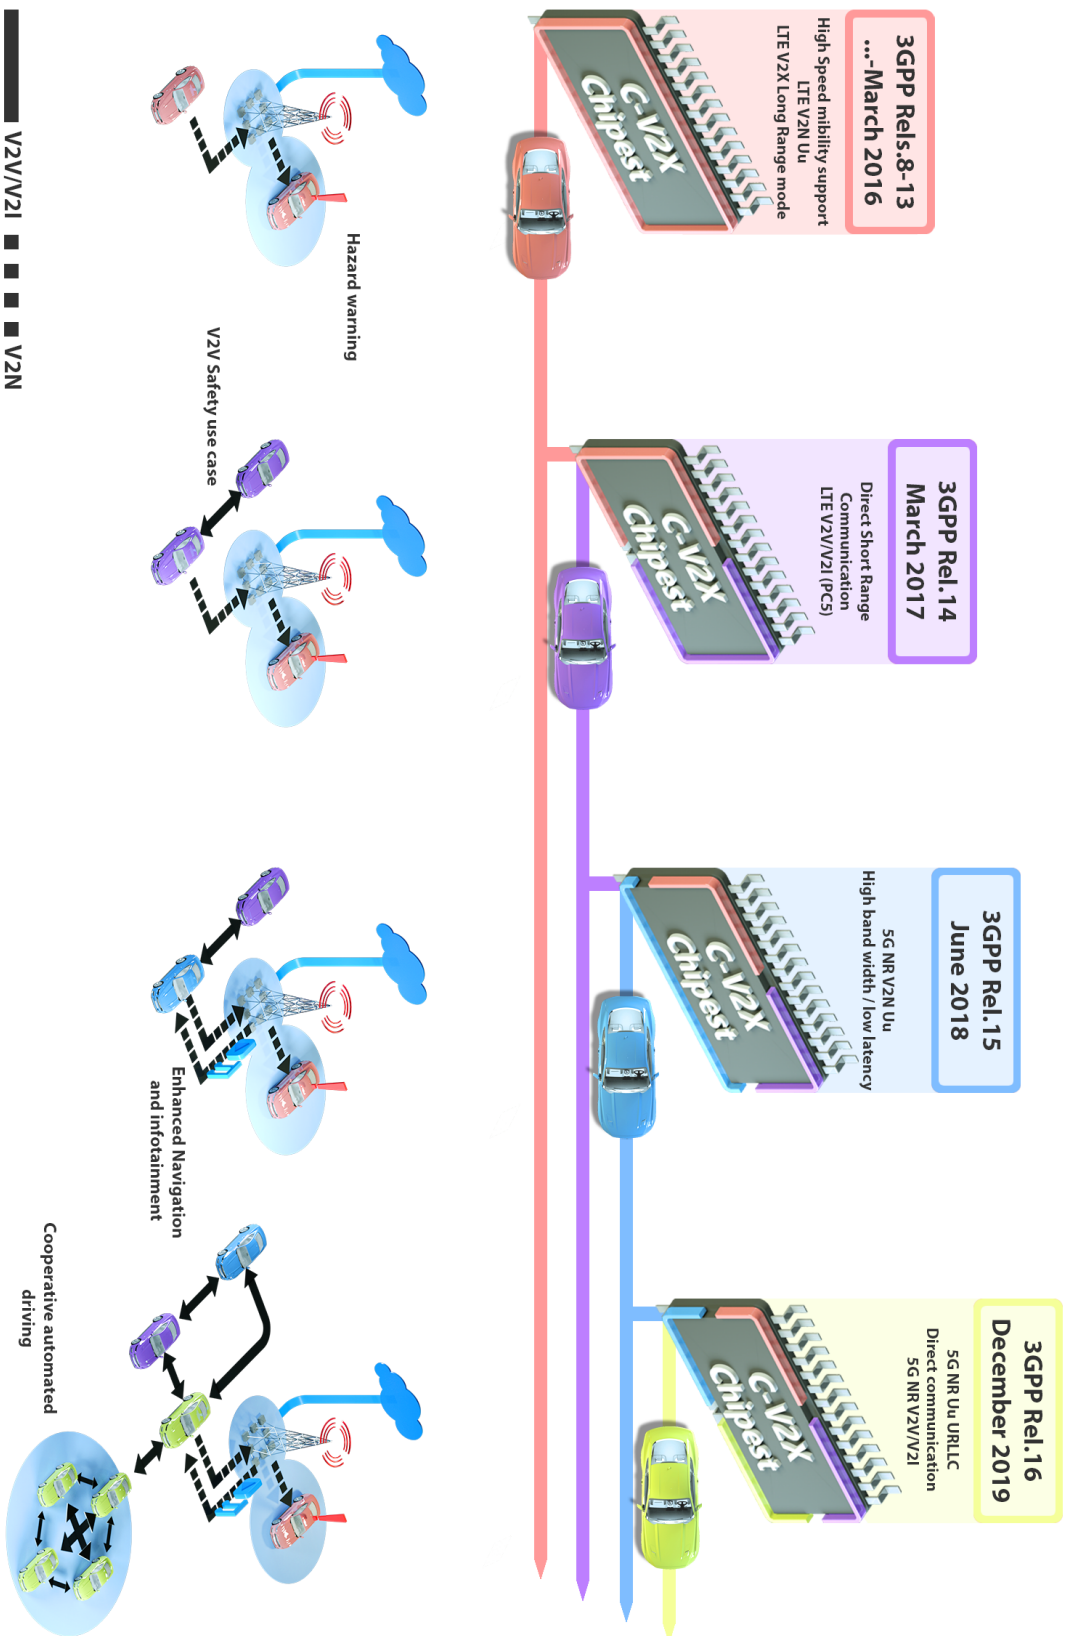 3GPP Rels.8-13
...-March 2016
High Speed mibility support
LTE V2N Uu
LTE V2X Long Range mode
C-V2X
Chipest
3GPP Rel.14
March 2017
Direct Short Range
Communication
LTE V2V/V2I (PC5)
C-V2X
Chipest
3GPP Rel.15
June 2018
5G NR V2N Uu
High band width / low latency
C-V2X
Chipest
3GPP Rel.16
December 2019
5G NR Uu URLLC
Direct communication
5G NR V2V/V2I
C-V2X
Chipest
Hazard warning
V2V Safety use case
Enhanced Navigation
and infotainment
Cooperative automated
driving
V2V/V2I
V2N